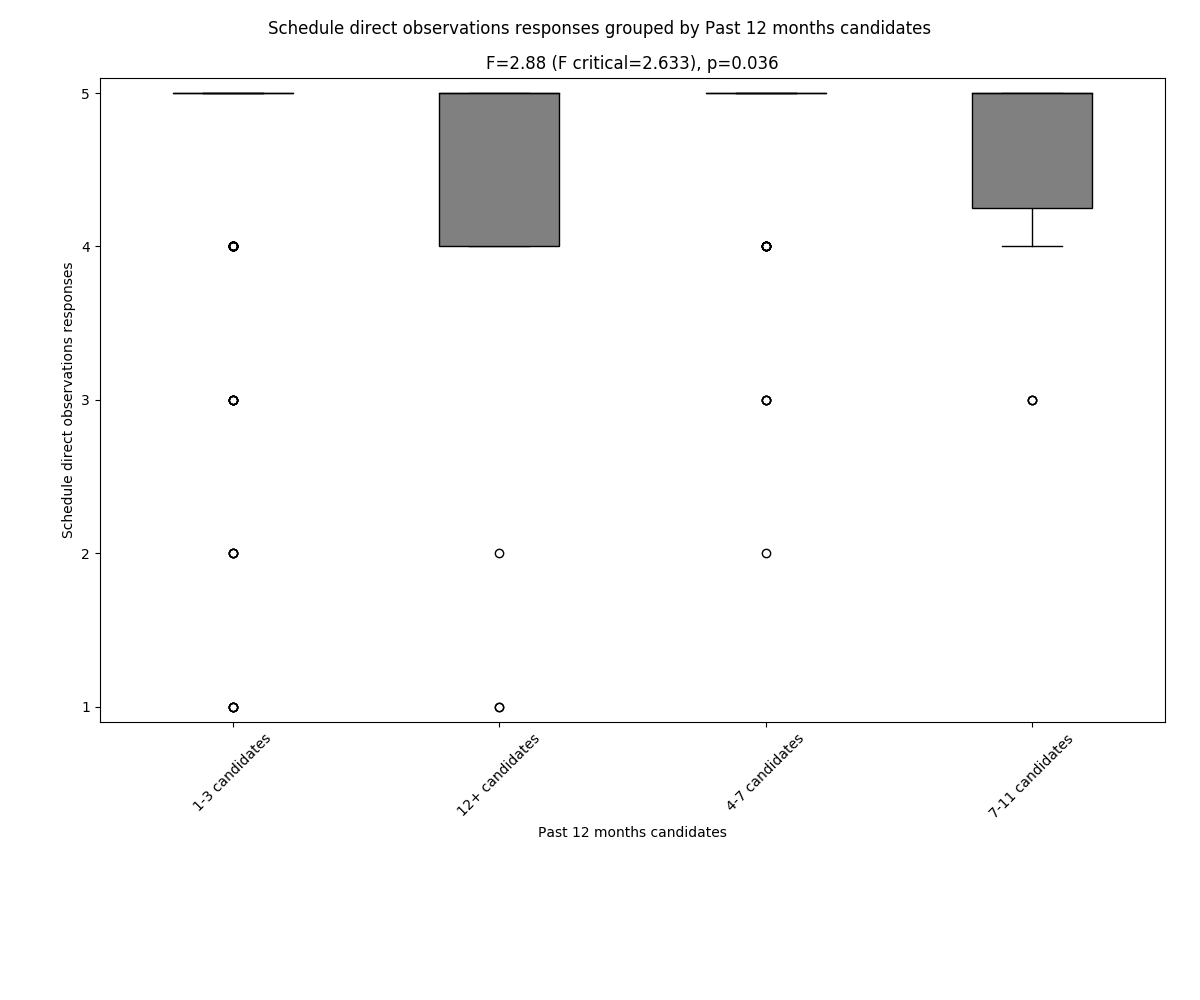 Schedule direct observations responses grouped by Past 12 months candidates
F=2.88 (F critical=2.633), p=0.036
Schedule direct observations responses
5
4
3
2
1
1-3 candidates
12+ candidates
4-7 candidates
7-11 candidates
Past 12 months candidates